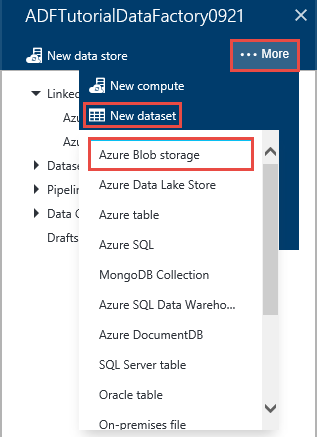 ADFTutorialDataFactory0921
New data store
More
New compute
New dataset
Linked
Az
Az
Datase
Pipelin
Data G
Drafts
Azure Blob storage
Azure Data Lake Store
Azure table
Azure SQL
MongoDB Collection
Azure SQL Data Wareho...
Azure DocumentDB
SQL Server table
Oracle table
On-premises file